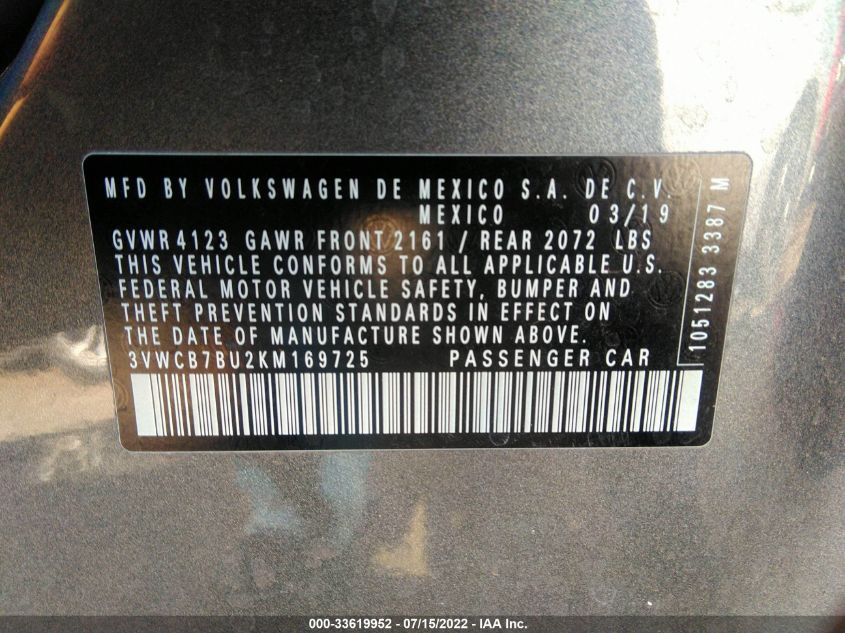 MFD BY VOLKSWAGEN DE MEXICO S.A. DE C.V.
MEXICO 03/19
GVWR 4123 GAWR FRONT 2161 / REAR 2072 LBS
THIS VEHICLE CONFORMS TO ALL APPLICABLE U.S.
FEDERAL MOTOR VEHICLE SAFETY, BUMPER AND
THEFT PREVENTION STANDARDS IN EFFECT ON
THE DATE OF MANUFACTURE SHOWN ABOVE.
3VWCB7BU2KM169725 PASSENGER CAR
1051283 3387 M
000-33619952 - 07/15/2022 - IAA Inc.